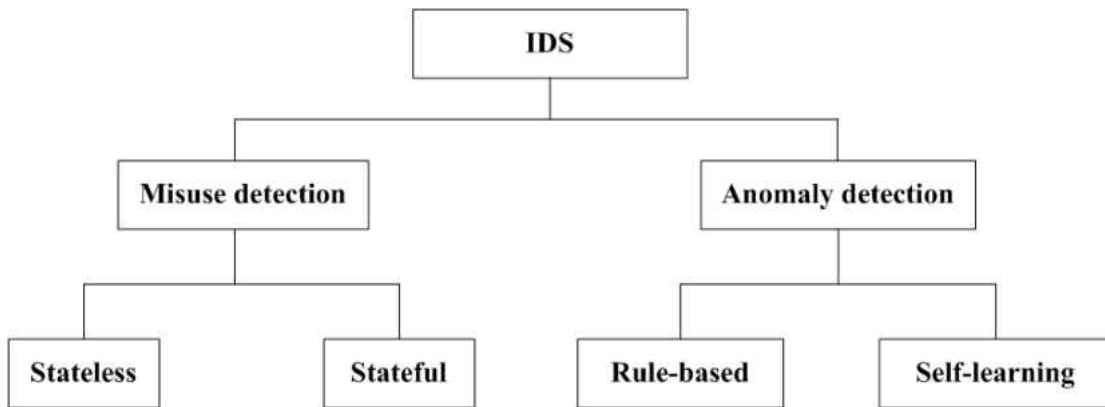 IDS
Misuse detection
Anomaly detection
Stateless
Stateful
Rule-based
Self-learning